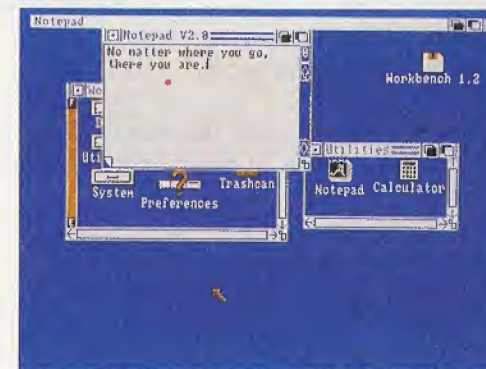 Notepad
Notepad V2.0
No matter where you go,
there you are.
Workbench 1.2
Utilities
System
Preferences
Trashcan
Notepad
Calculator